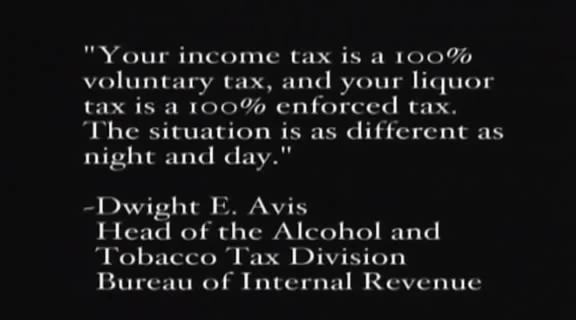 "Your income tax is a 100%
voluntary tax, and your liquor
tax is a 100% enforced tax.
The situation is as different as
night and day."
-Dwight E. Avis
Head of the Alcohol and
Tobacco Tax Division
Bureau of Internal Revenue